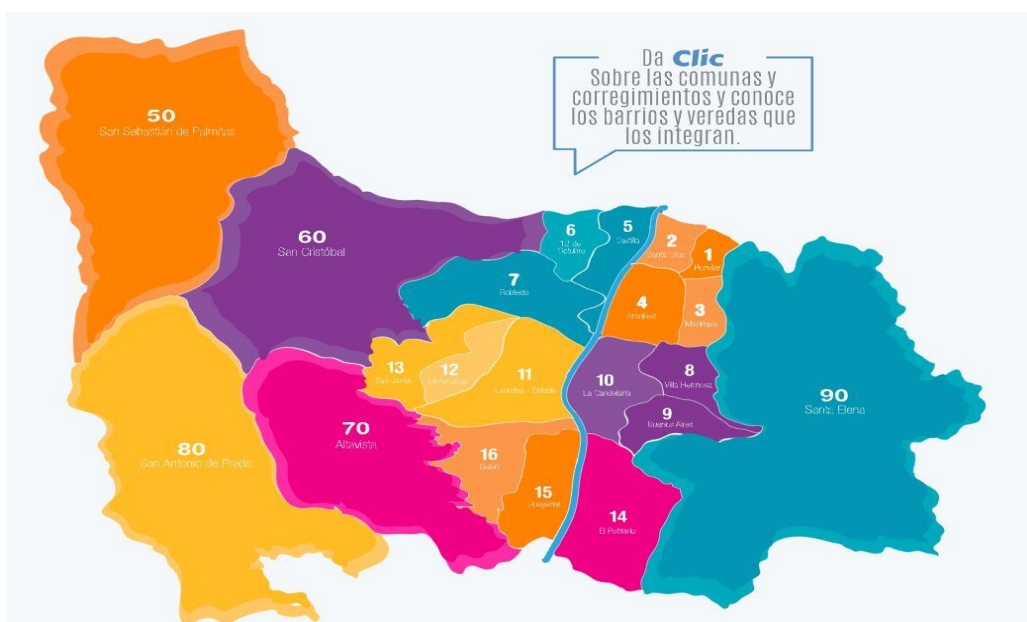 Da Clic
Sobre las comunas y
corregimientos y conoce
los barrios y veredas que
los integran.
50
San Sebastián de Palmitas
60
San Cristóbal
6
12 de
Octubre
5
Castilla
2
Santa Cruz
1
Popular
7
Robledo
4
Aranjuez
3
Manrique
13
San Javier
12
La América
11
Laureles - Estadio
10
La Candelaria
8
Villa Hermosa
9
Buenos Aires
90
Santa Elena
70
Altavista
80
San Antonio de Prado
16
Belén
15
Guayabal
14
El Poblado